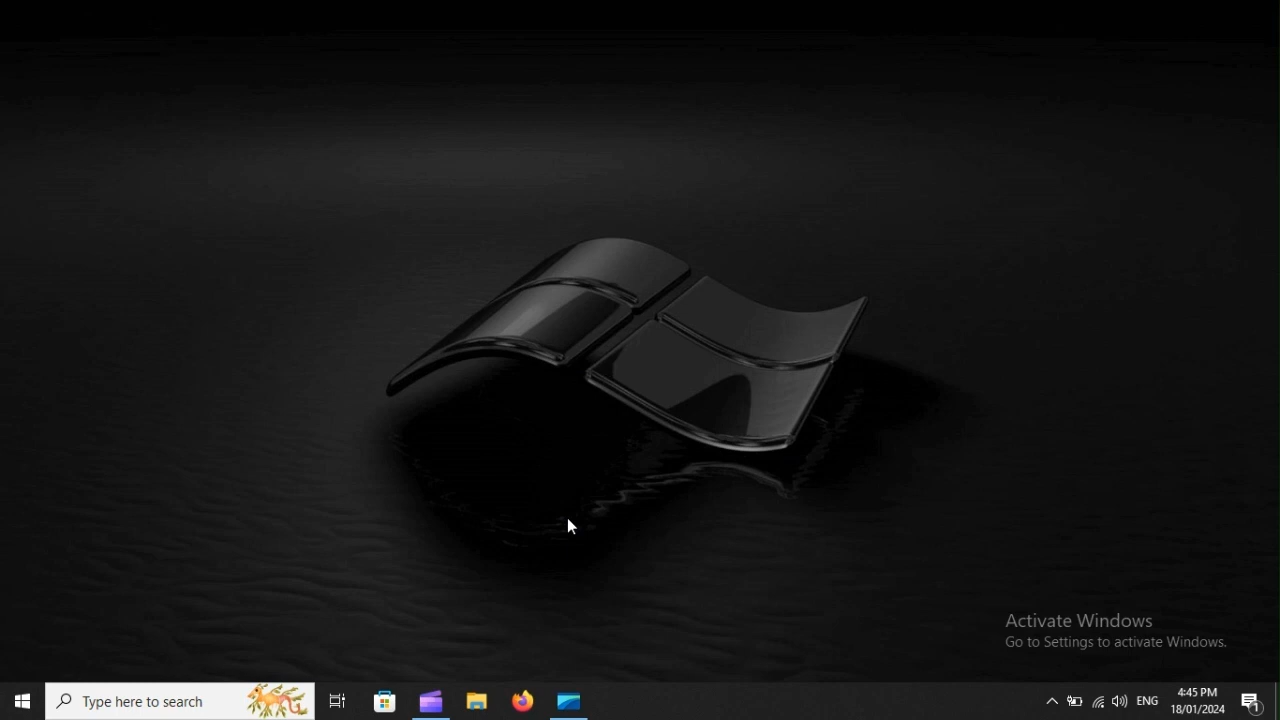 Activate Windows
Go to Settings to activate Windows.
Type here to search
ENG
4:45 PM
18/01/2024
1